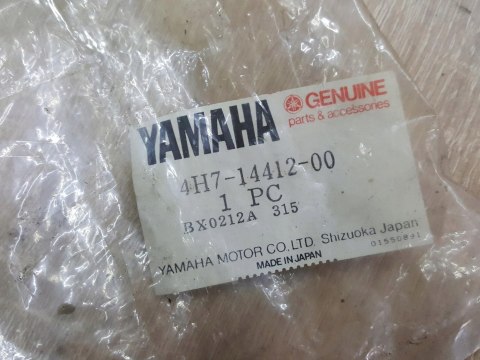 YAMAHA
GENUINE
parts & accessories
4H7-14412-00
1 PC
BX0212A 315
YAMAHA MOTOR CO., LTD. Shizuoka Japan
MADE IN JAPAN